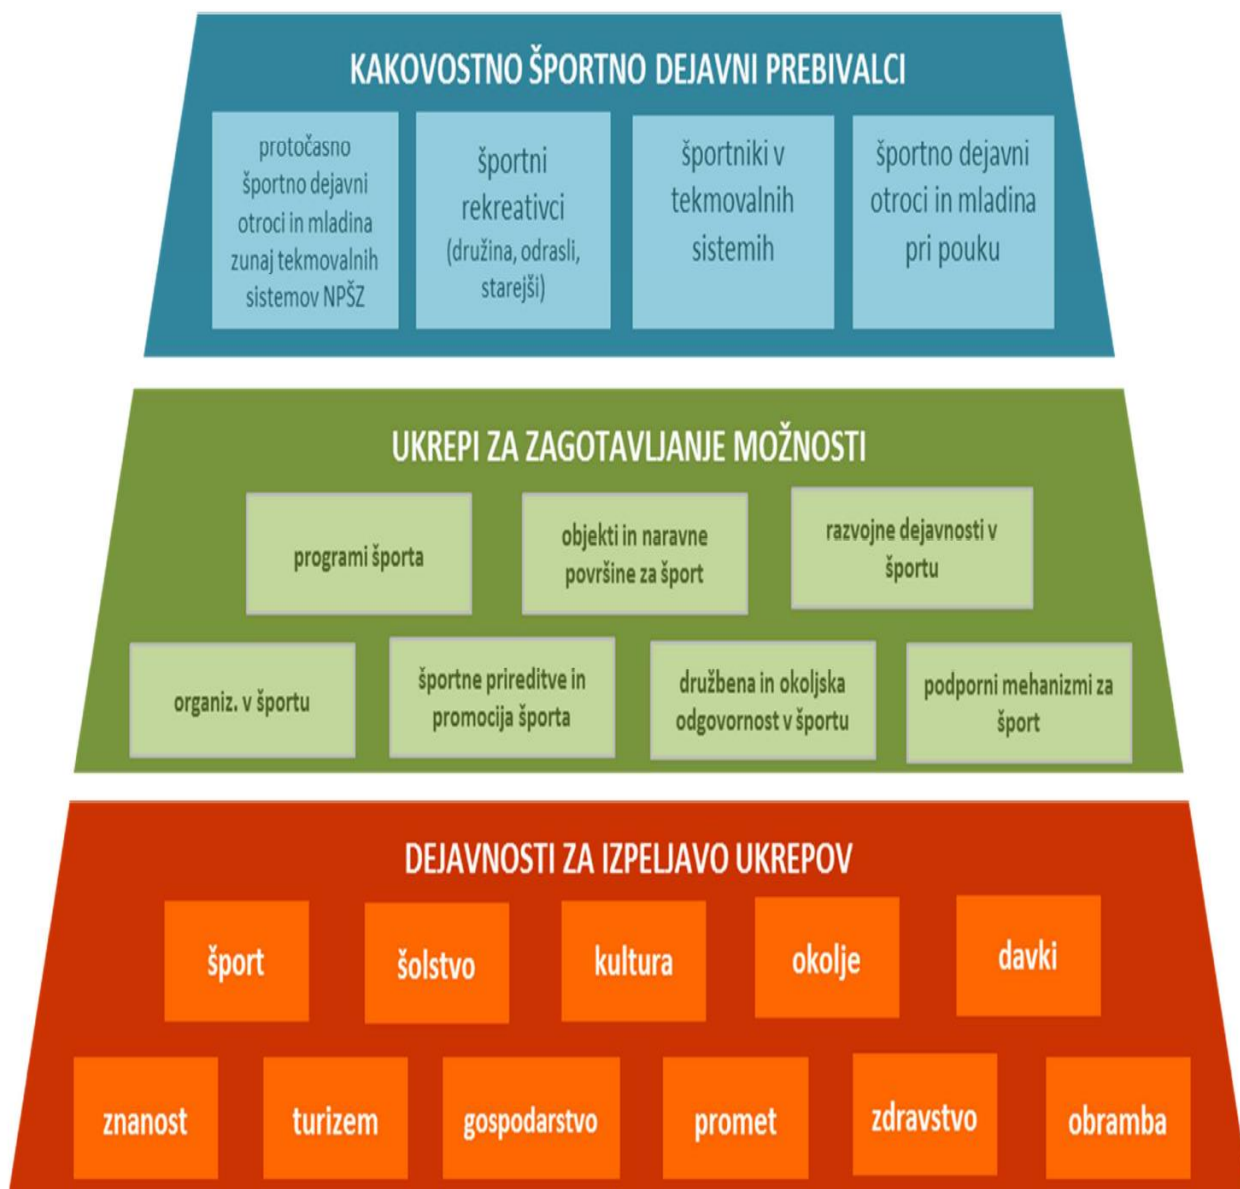 KAKOVOSTNO ŠPORTNO DEJAVNI PREBIVALCI
protočasno
športno dejavni
otroci in mladina
zunaj tekmovalnih
sistemov NPŠZ
športni
rekreativci
(družina, odrasli,
starejši)
športniki v
tekmovalnih
sistemih
športno dejavni
otroci in mladina
pri pouku
UKREPI ZA ZAGOTAVLJANJE MOŽNOSTI
programi športa
objekti in naravne
površine za šport
razvojne dejavnosti v
športu
organiz. v športu
športne prireditve in
promocija športa
družbena in okoljska
odgovornost v športu
podporni mehanizmi za
šport
DEJAVNOSTI ZA IZPELJAVO UKREPOV
šport
šolstvo
kultura
okolje
davki
znanost
turizem
gospodarstvo
promet
zdravstvo
obramba